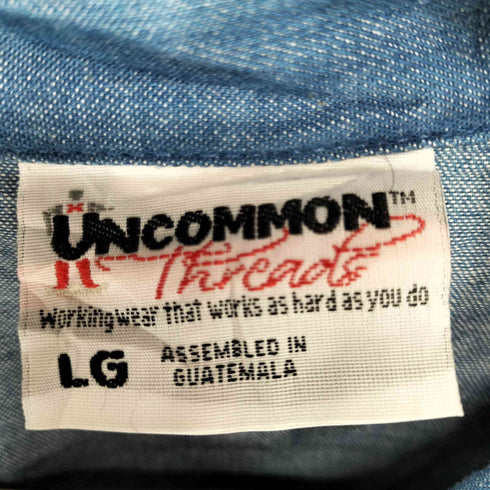 UNCOMMON™
Threads
Workingwear that works as hard as you do
LG
ASSEMBLED IN
GUATEMALA